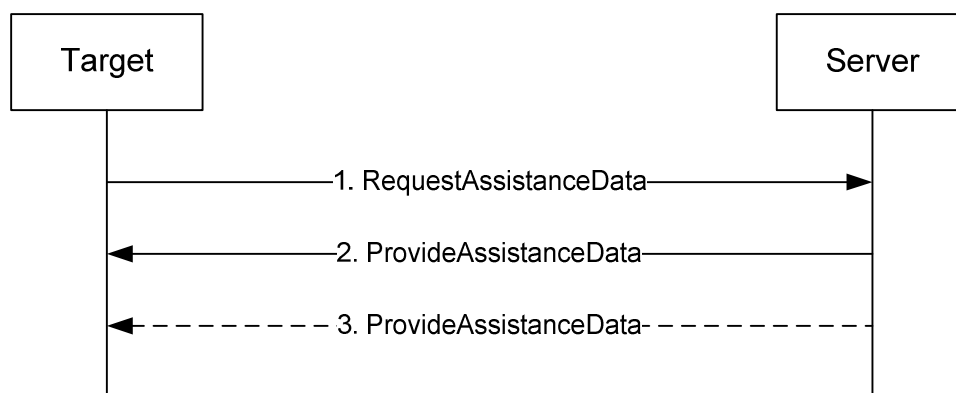 Target
Server
1. RequestAssistanceData
2. ProvideAssistanceData
3. ProvideAssistanceData